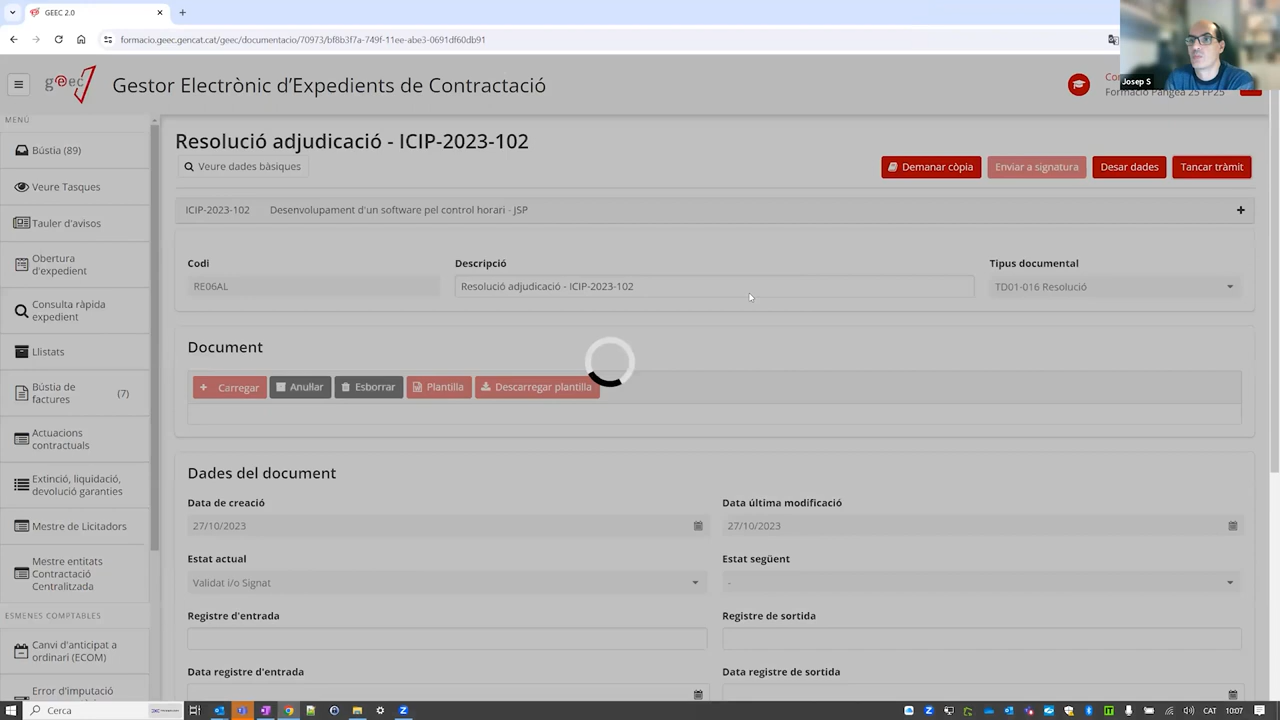 GEEC 2.0
formacio.geec.gencat.cat/geec/documentacio/70973/bf8b3f7a-749f-11ee-abe3-0691df60db91
geec
Gestor Electrònic d'Expedients de Contractació
Josep S
Formació Pangea 25 FP25
MENÚ
Bústia (89)
Veure Tasques
Tauler d'avisos
Obertura
d'expedient
Consulta ràpida
expedient
Llistats
Bústia de
factures
(7)
Actuacions
contractuals
Extinció, liquidació,
devolució garanties
Mestre de Licitadors
Mestre entitats
Contractació
Centralitzada
ESMENES COMPTABLES
Canvi d'anticipat a
ordinari (ECOM)
Error d'imputació
Resolució adjudicació - ICIP-2023-102
Veure dades bàsiques
Demanar còpia
Enviar a signatura
Desar dades
Tancar tràmit
ICIP-2023-102 Desenvolupament d'un software pel control horari - JSP
Codi
Descripció
Tipus documental
RE06AL
Resolució adjudicació - ICIP-2023-102
TD01-016 Resolució
Document
Carregar
Anul·lar
Esborrar
Plantilla
Descarregar plantilla
Dades del document
Data de creació
Data última modificació
27/10/2023
27/10/2023
Estat actual
Estat següent
Validat i/o Signat
-
Registre d'entrada
Registre de sortida
Data registre d'entrada
Data registre de sortida
Cerca
CAT
10:07